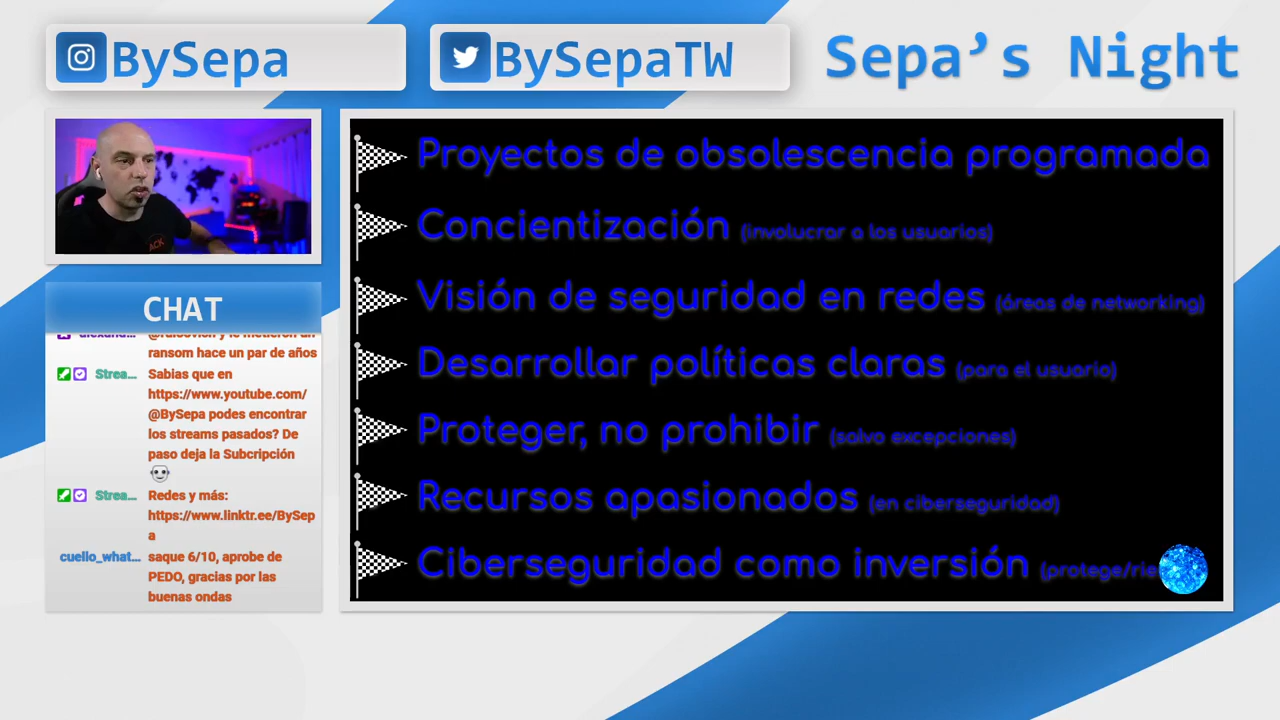 BySepa
BySepaTW
Sepa’s Night
CHAT
ransom hace un par de años
Strea... Sabias que en
https://www.youtube.com/
@BySepa podes encontrar
los streams pasados? De
paso deja la Subcripción
Strea... Redes y más:
https://www.linktr.ee/BySep
a
cuello_what... saque 6/10, aprobe de
PEDO, gracias por las
buenas ondas
Proyectos de obsolescencia programada
Concientización (involucrar a los usuarios)
Visión de seguridad en redes (áreas de networking)
Desarrollar políticas claras (para el usuario)
Proteger, no prohibir (salvo excepciones)
Recursos apasionados (en ciberseguridad)
Ciberseguridad como inversión (protege/rie